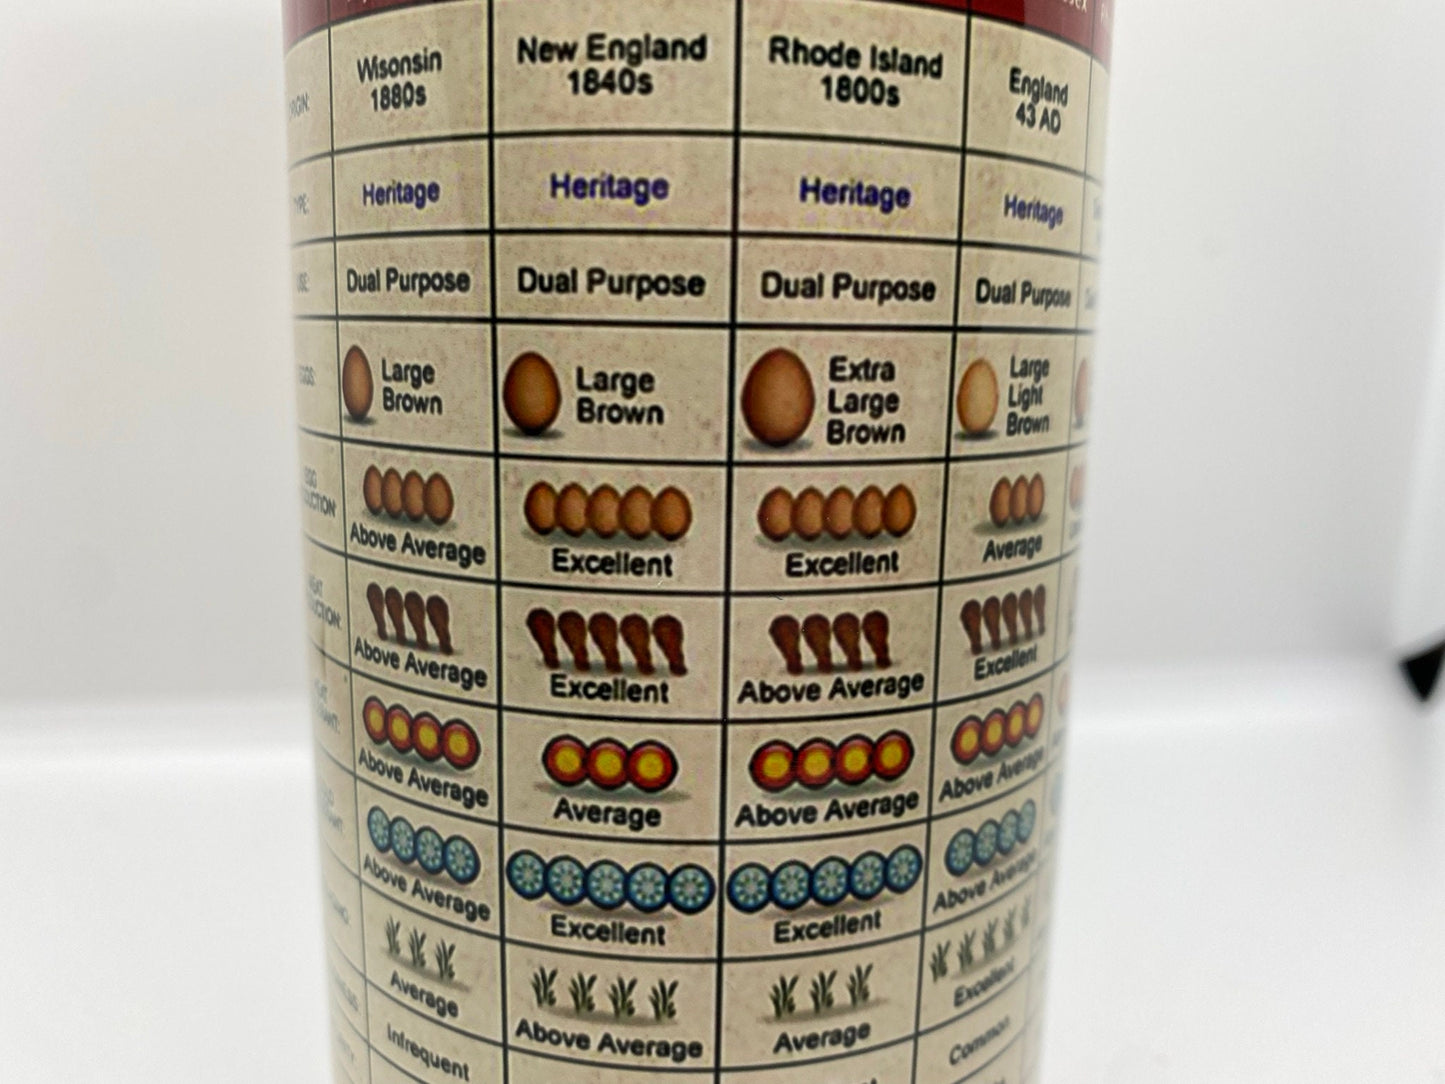 Wisonsin
1880s
New England
1840s
Rhode Island
1800s
England
43 AD
Heritage
Heritage
Heritage
Heritage
Dual Purpose
Dual Purpose
Dual Purpose
Dual Purpose
Large
Brown
Large
Brown
Extra
Large
Brown
Large
Light
Brown
Above Average
Excellent
Excellent
Average
Above Average
Excellent
Above Average
Excellent
Above Average
Average
Above Average
Above Average
Above Average
Excellent
Excellent
Above Average
Average
Above Average
Average
Excellent
Infrequent
Common